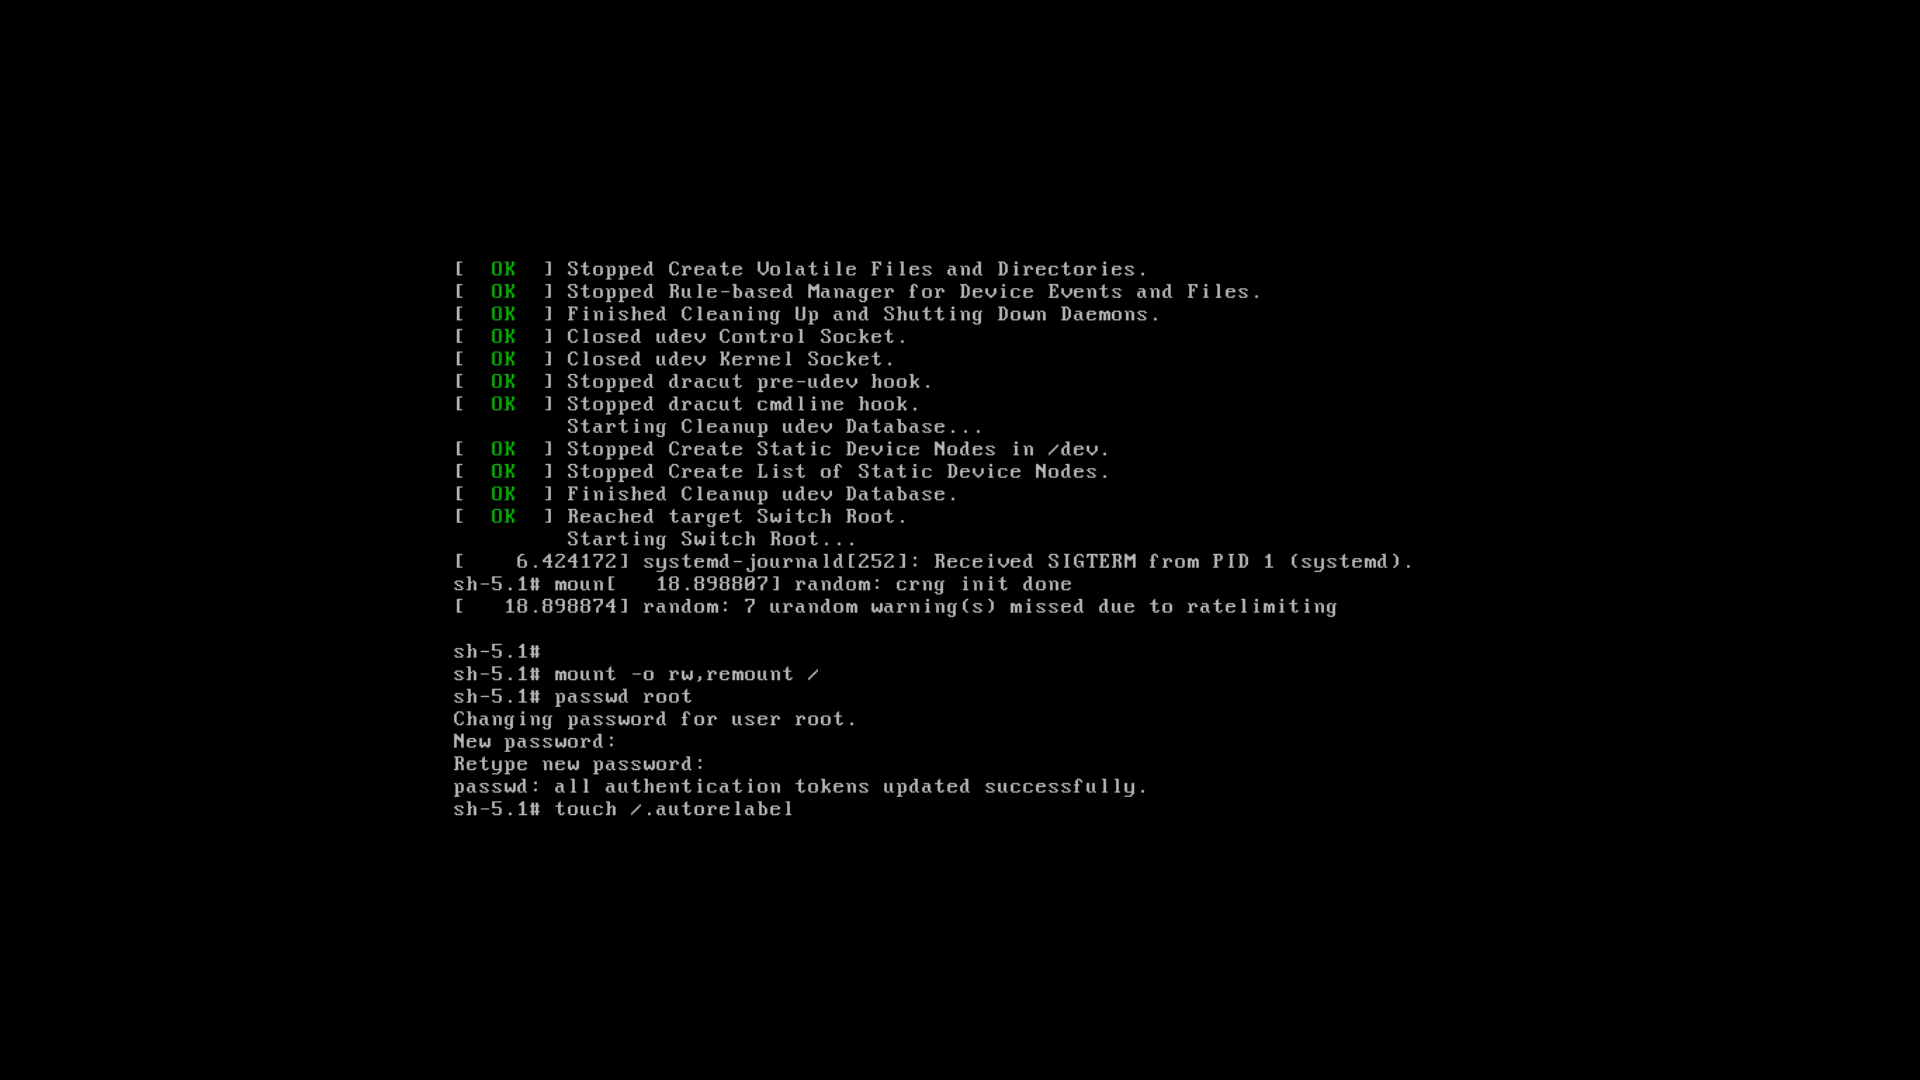 [  OK  ] Stopped Create Volatile Files and Directories.
[  OK  ] Stopped Rule-based Manager for Device Events and Files.
[  OK  ] Finished Cleaning Up and Shutting Down Daemons.
[  OK  ] Closed udev Control Socket.
[  OK  ] Closed udev Kernel Socket.
[  OK  ] Stopped dracut pre-udev hook.
[  OK  ] Stopped dracut cmdline hook.
         Starting Cleanup udev Database...
[  OK  ] Stopped Create Static Device Nodes in /dev.
[  OK  ] Stopped Create List of Static Device Nodes.
[  OK  ] Finished Cleanup udev Database.
[  OK  ] Reached target Switch Root.
         Starting Switch Root...
[    6.424172] systemd-journald[252]: Received SIGTERM from PID 1 (systemd).
sh-5.1# moun[   18.898807] random: crng init done
[   18.898874] random: 7 urandom warning(s) missed due to ratelimiting

sh-5.1#
sh-5.1# mount -o rw,remount /
sh-5.1# passwd root
Changing password for user root.
New password:
Retype new password:
passwd: all authentication tokens updated successfully.
sh-5.1# touch /.autorelabel